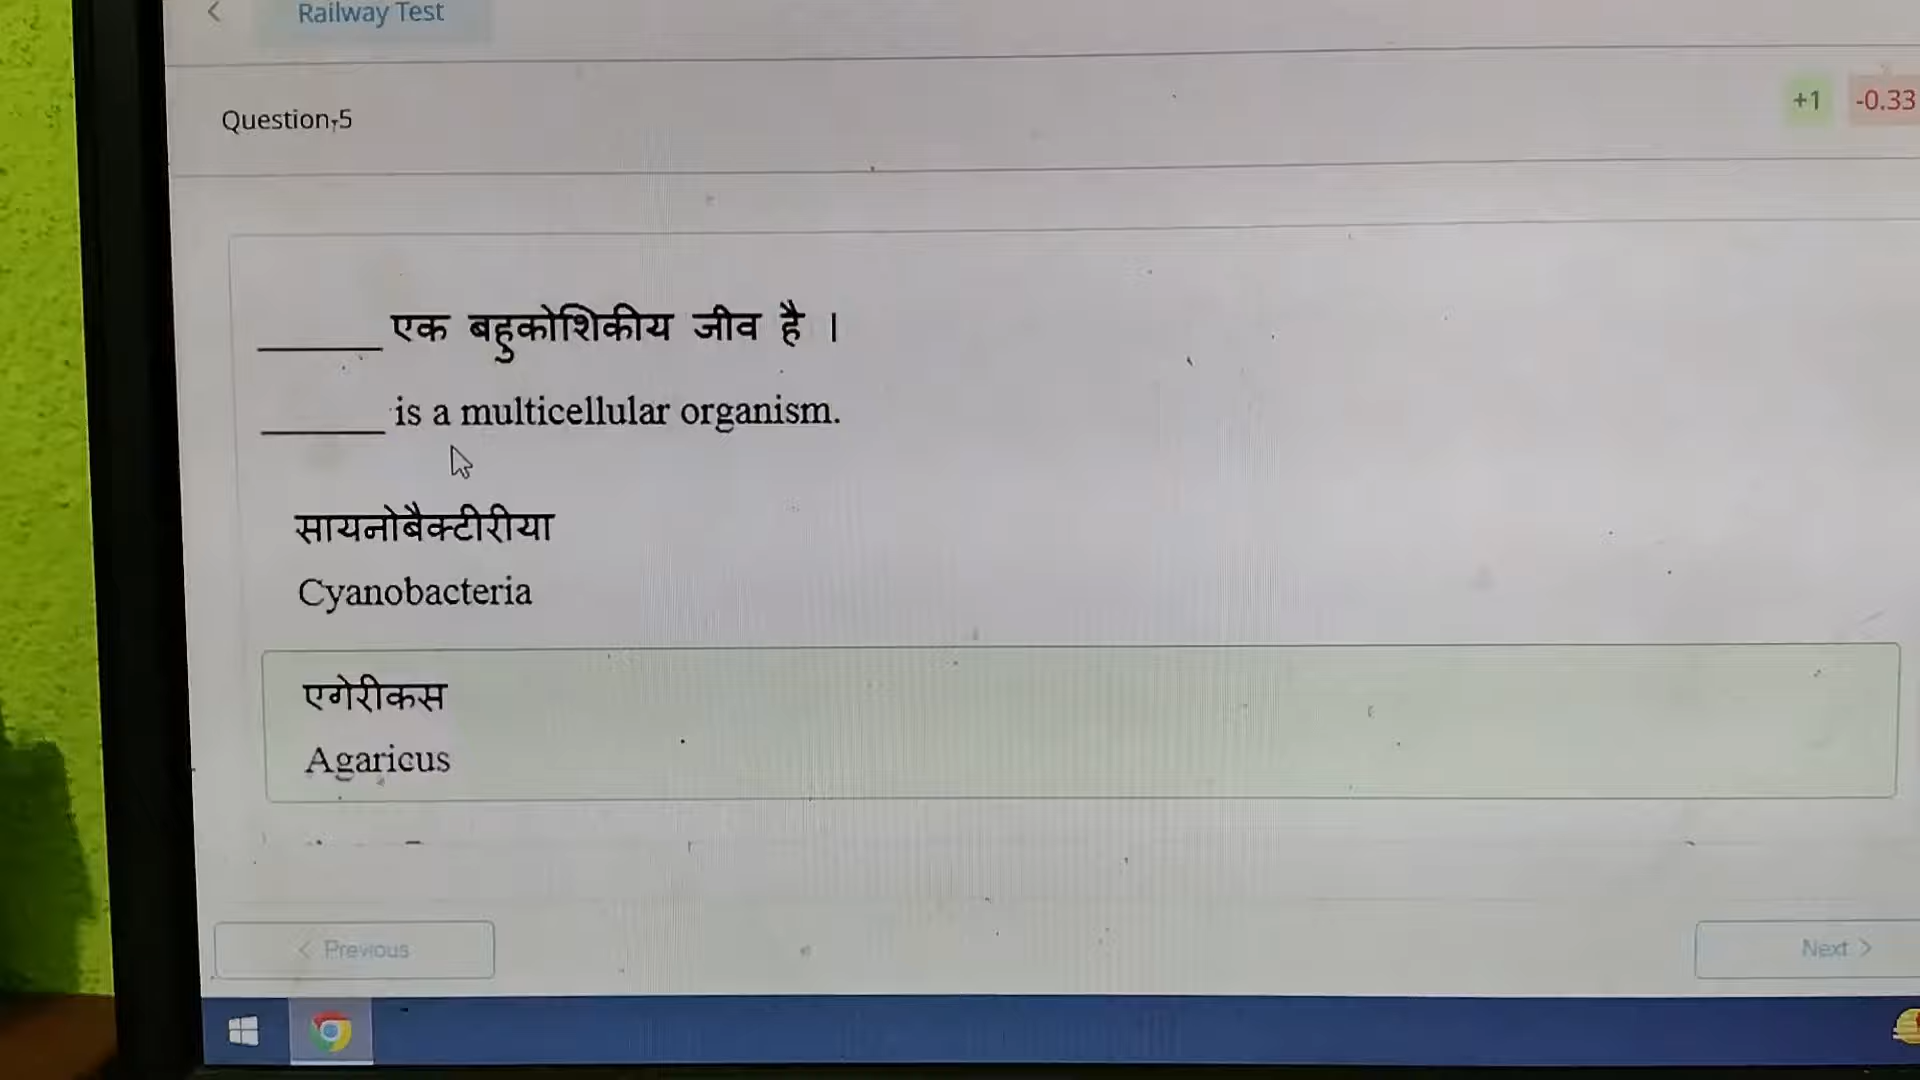 Railway Test
Question:-5
+1 -0.33
______ एक बहुकोशिकीय जीव है ।
______ is a multicellular organism.
सायनोबैक्टीरीया
Cyanobacteria
एगेरीकस
Agaricus
< Previous
Next >